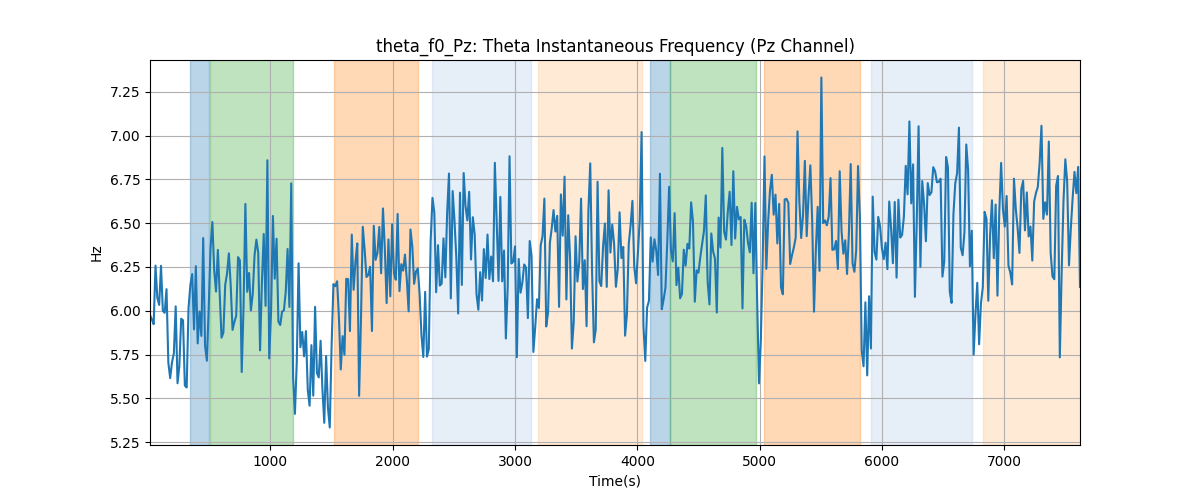 theta_f0_Pz: Theta Instantaneous Frequency (Pz Channel)
7.25
7.00
6.75
6.50
6.25
6.00
5.75
5.50
5.25
Hz
1000 2000 3000 4000 5000 6000 7000
Time(s)